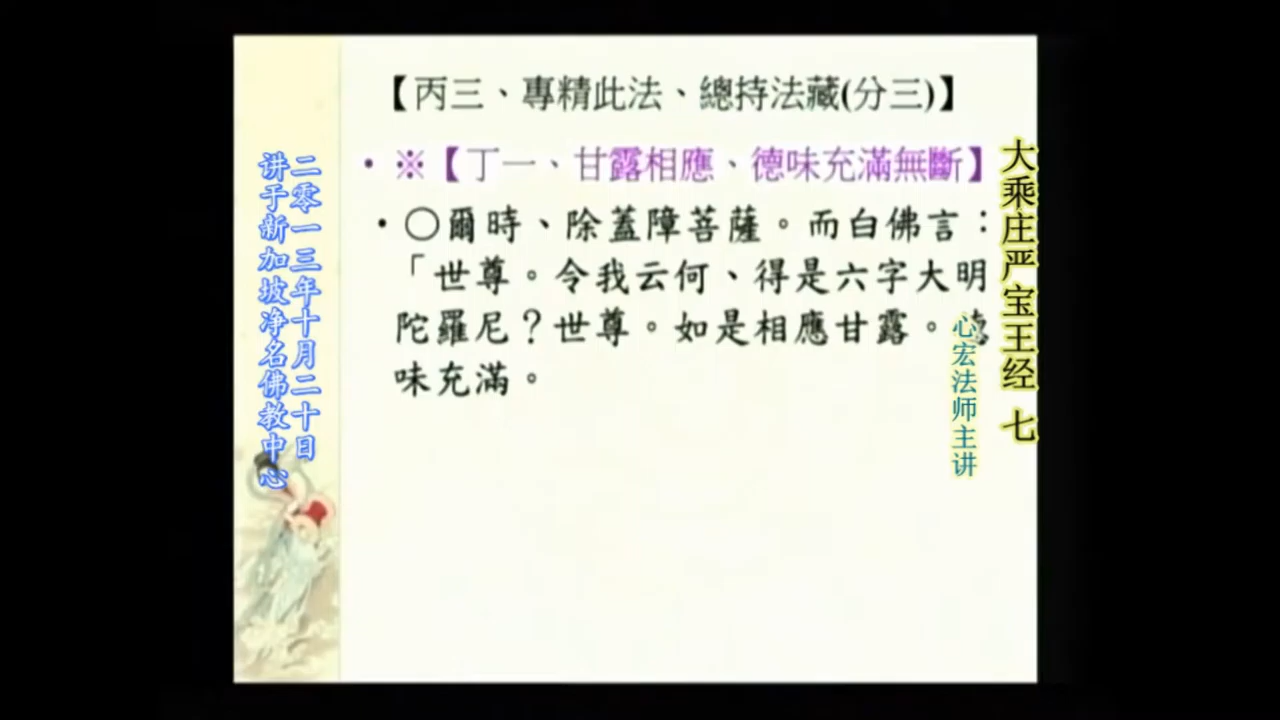 【丙三、專精此法、總持法藏(分三)】
• ※【丁一、甘露相應、德味充滿無斷】
• 〇爾時、除蓋障菩薩。而白佛言：
「世尊。令我云何、得是六字大明
陀羅尼？世尊。如是相應甘露。
味充滿。
大乘庄严宝王经 七
心宏法师主讲
二零一三年十月二十日
讲于新加坡净名佛教中心